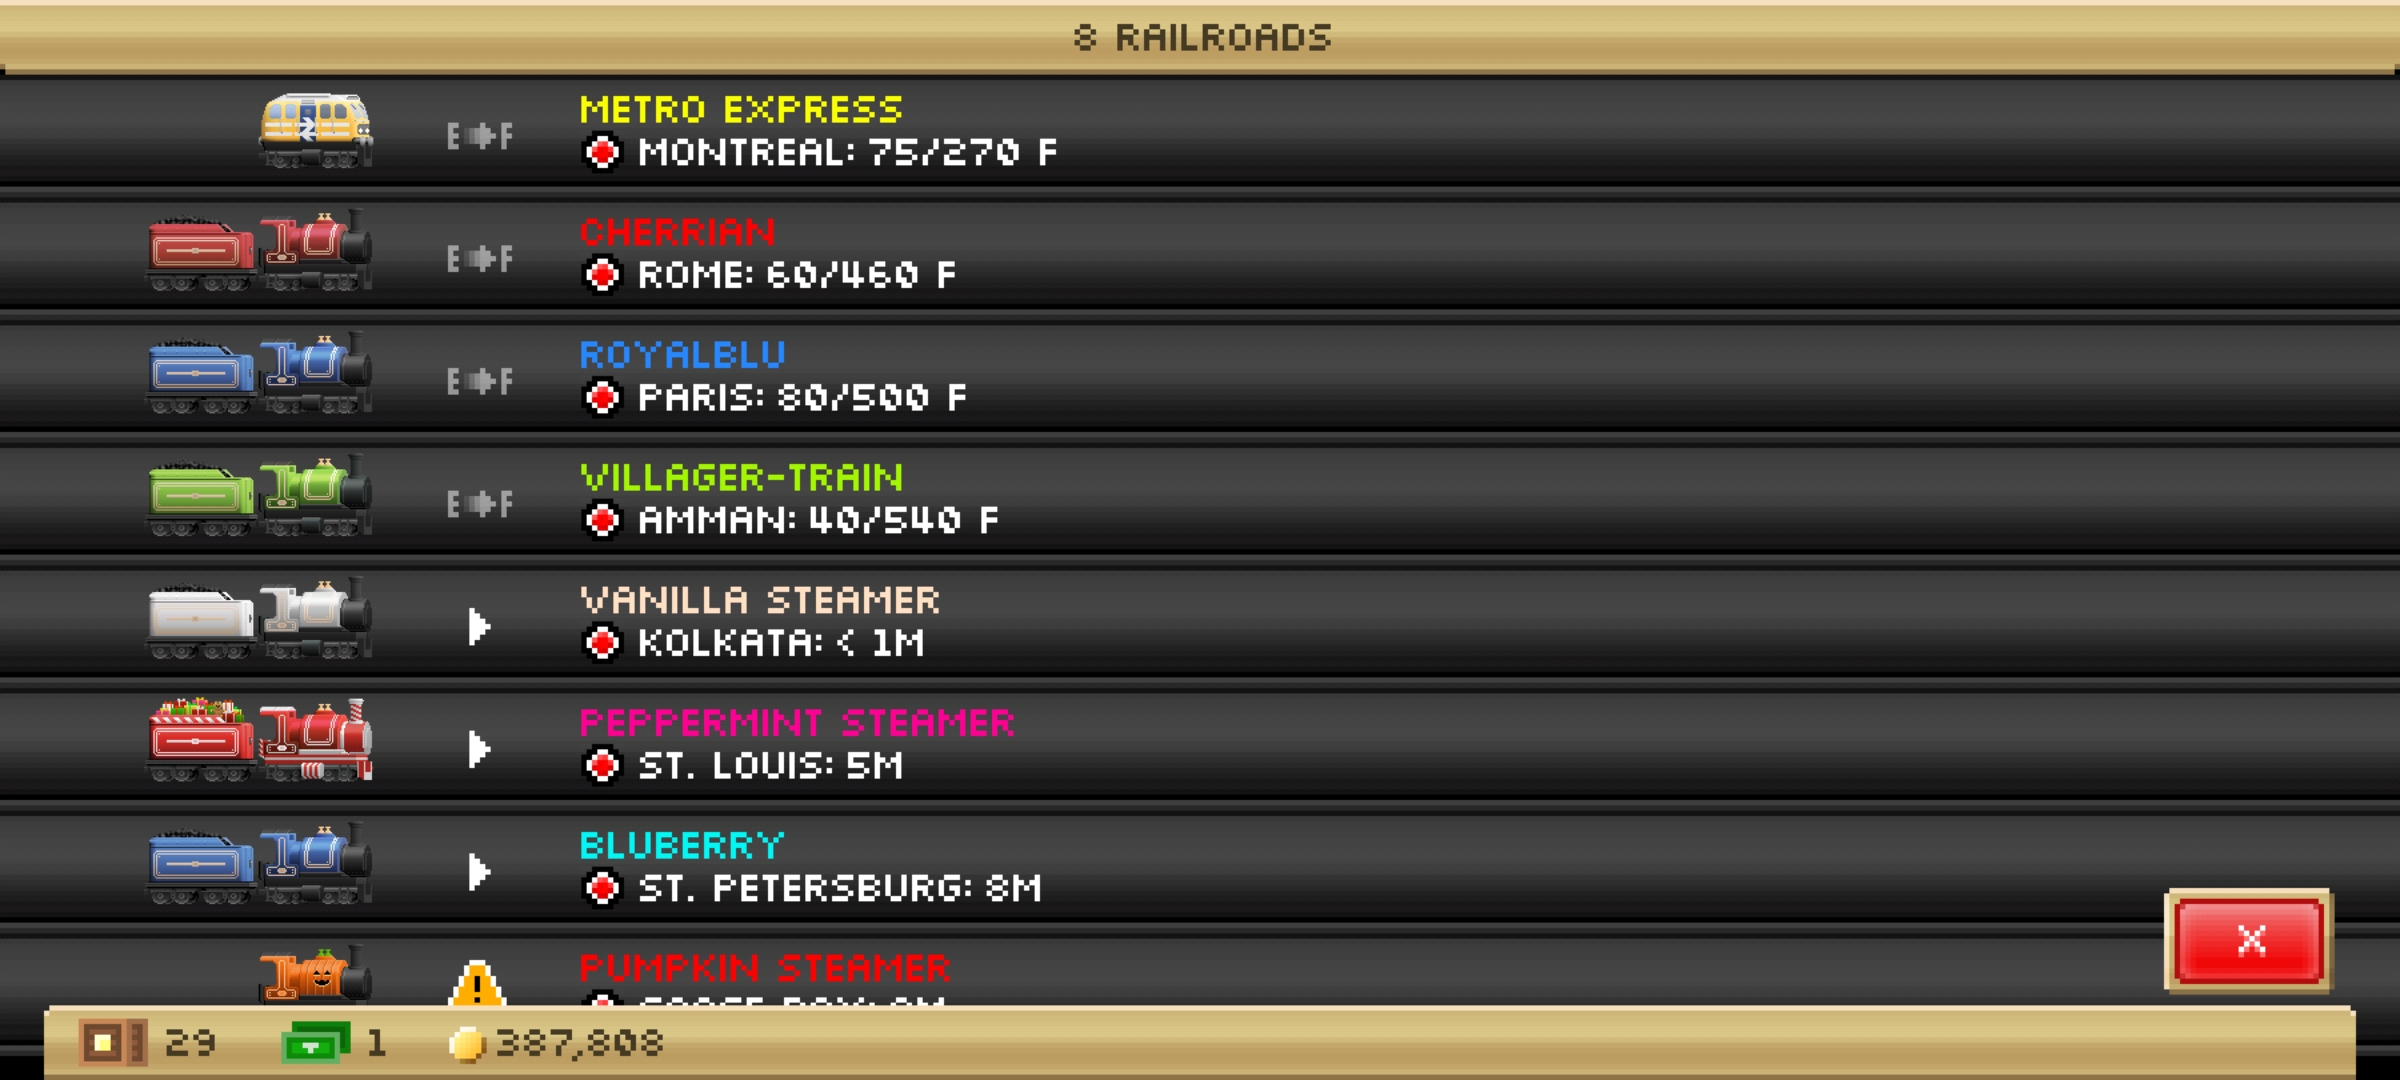 8 RAILROADS
E F
METRO EXPRESS
MONTREAL: 75/270 F
E F
CHERRIAN
ROME: 60/460 F
E F
ROYALBLU
PARIS: 80/500 F
E F
VILLAGER-TRAIN
AMMAN: 40/540 F
VANILLA STEAMER
KOLKATA: < 1M
PEPPERMINT STEAMER
ST. LOUIS: 5M
BLUBERRY
ST. PETERSBURG: 8M
PUMPKIN STEAMER
X
29 1 387,808